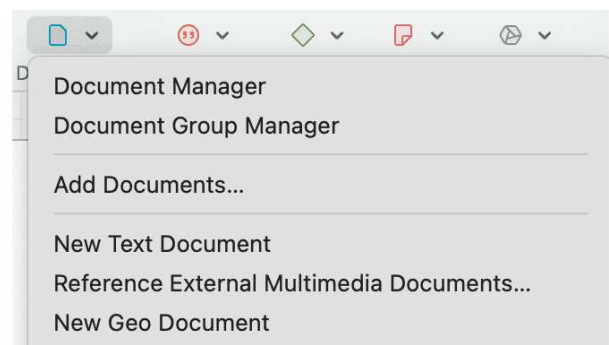 D
Document Manager
Document Group Manager
Add Documents...
New Text Document
Reference External Multimedia Documents...
New Geo Document